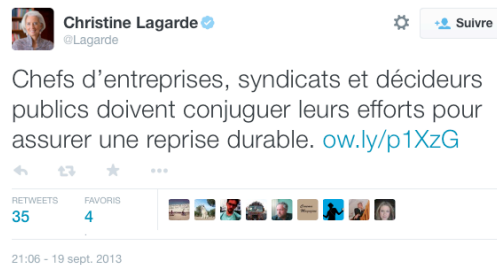 Christine Lagarde
@Lagarde
Suivre
Chefs d’entreprises, syndicats et décideurs
publics doivent conjuguer leurs efforts pour
assurer une reprise durable. ow.ly/p1XzG
RETWEETS FAVORIS
35 4
21:06 - 19 sept. 2013